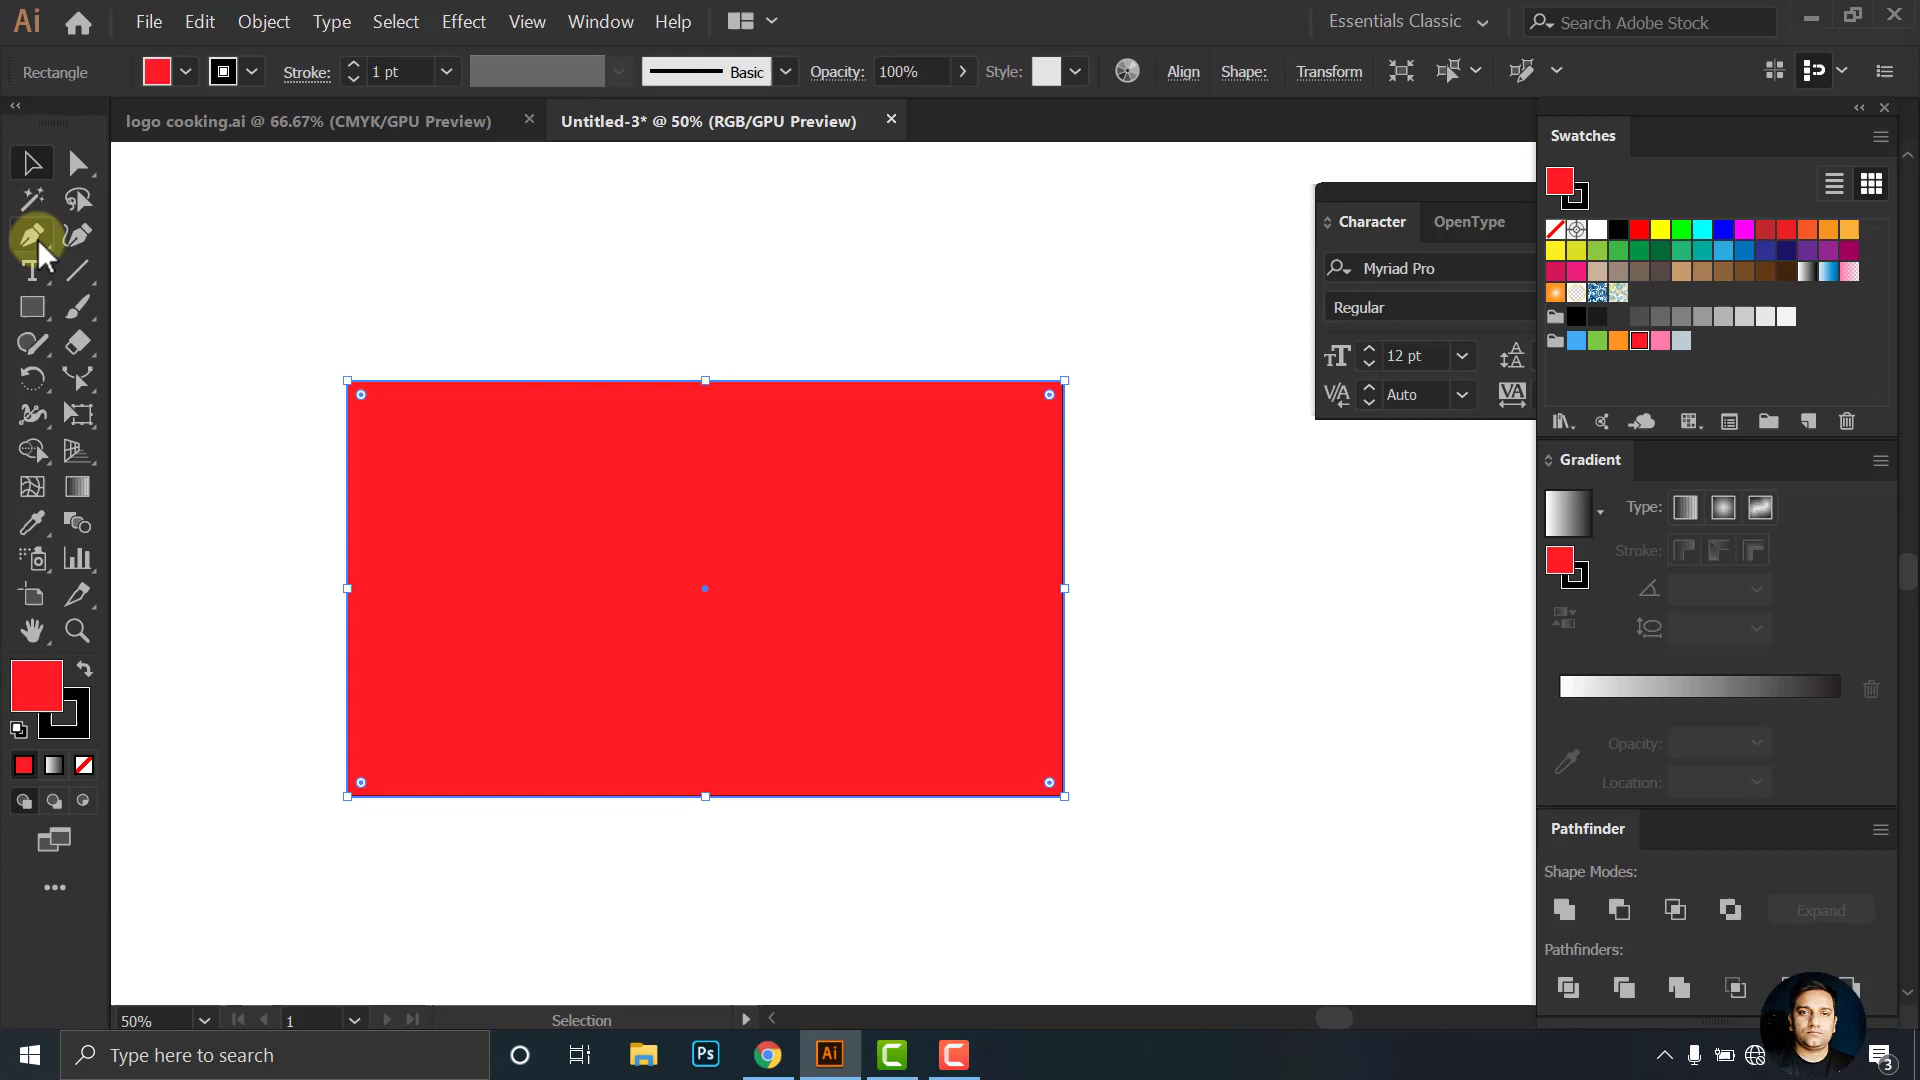 Ai File Edit Object Type Select Effect View Window Help Essentials Classic Search Adobe Stock
Rectangle Stroke: 1 pt Basic Opacity: 100% Style: Align Shape: Transform
logo cooking.ai @ 66.67% (CMYK/GPU Preview) Untitled-3* @ 50% (RGB/GPU Preview)
Swatches
Character OpenType
Myriad Pro
Regular
12 pt
Auto
Gradient
Type:
Stroke:
Opacity:
Location:
Pathfinder
Shape Modes:
Expand
Pathfinders:
50% 1 Selection
Type here to search Ps Ai 3